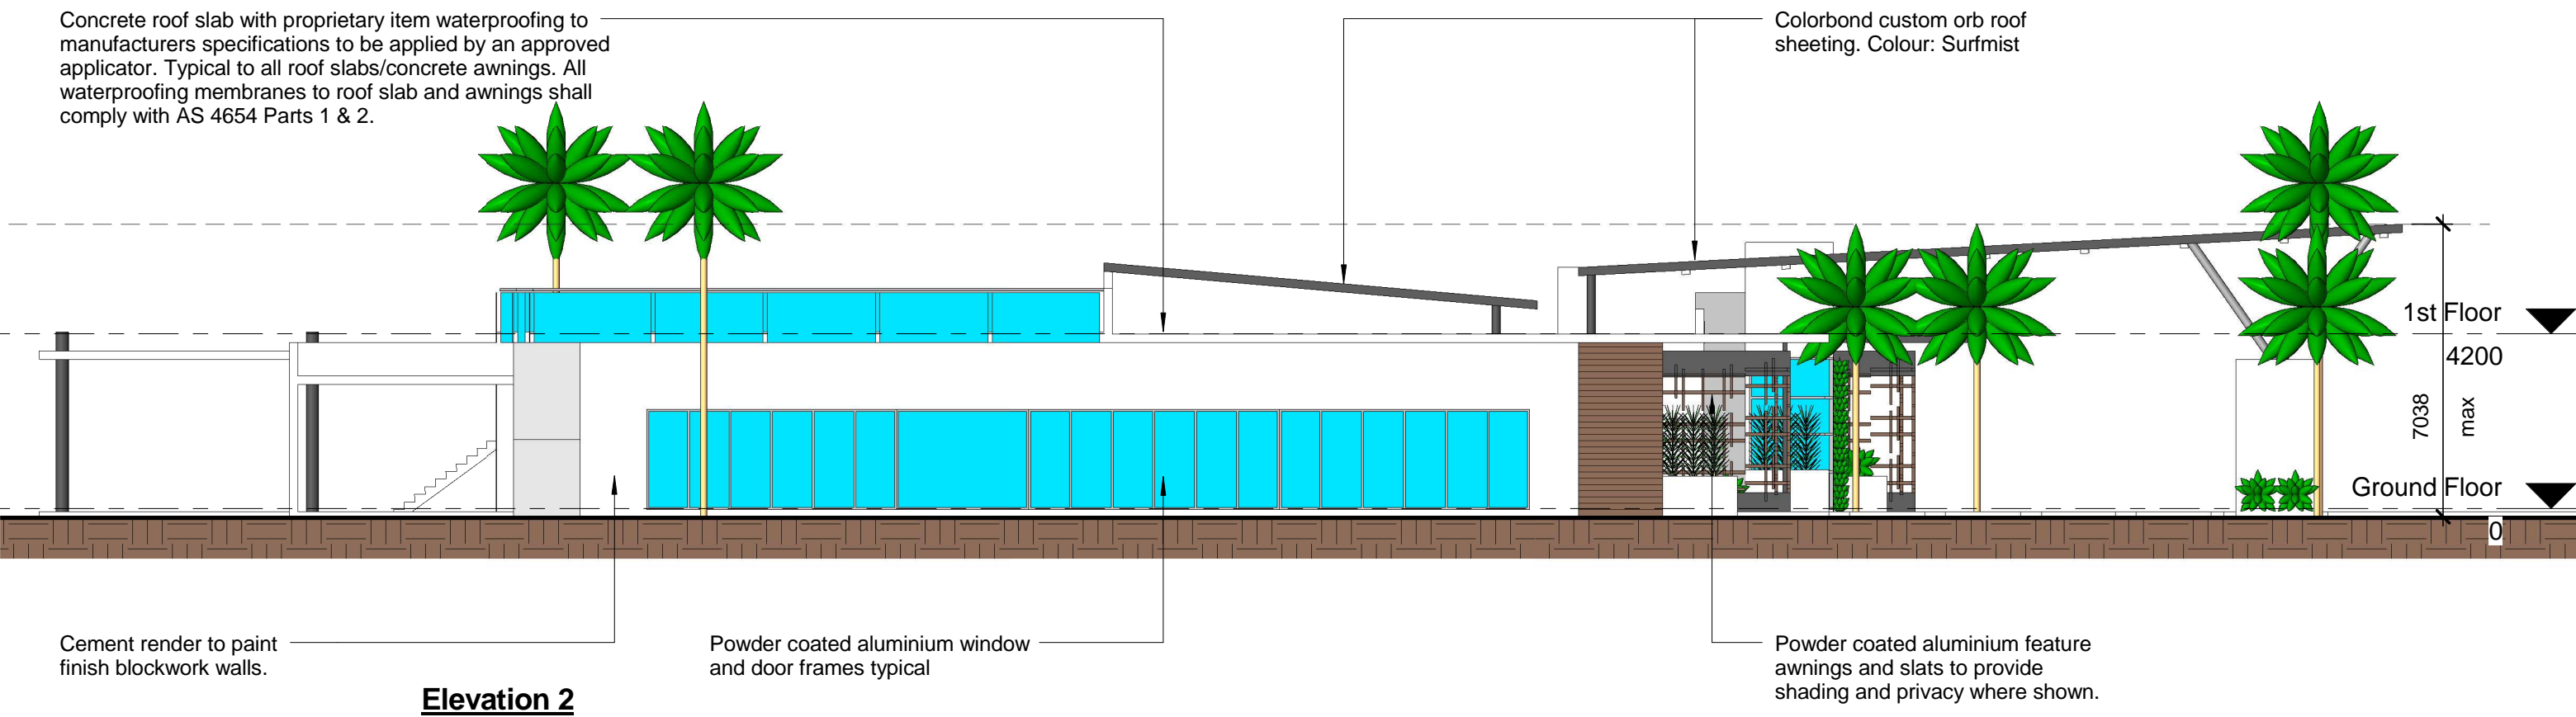 Concrete roof slab with proprietary item waterproofing to
manufacturers specifications to be applied by an approved
applicator. Typical to all roof slabs/concrete awnings. All
waterproofing membranes to roof slab and awnings shall
comply with AS 4654 Parts 1 & 2.
Colorbond custom orb roof
sheeting. Colour: Surfmist
1st Floor
4200
7038
max
Ground Floor
0
Cement render to paint
finish blockwork walls.
Powder coated aluminium window
and door frames typical
Powder coated aluminium feature
awnings and slats to provide
shading and privacy where shown.
Elevation 2